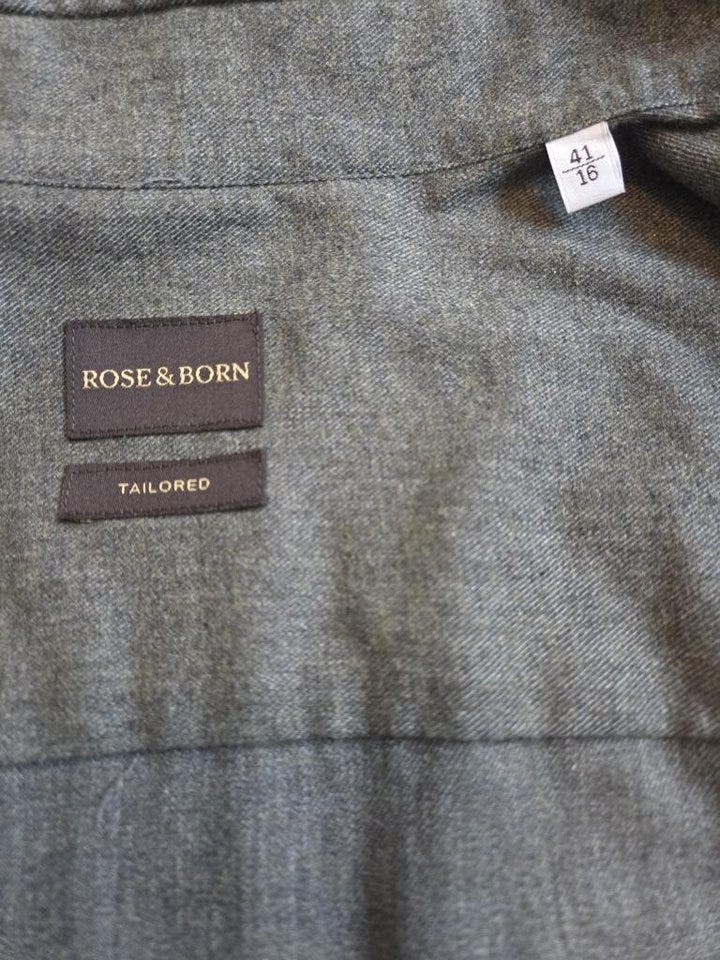 41
16
ROSE & BORN
TAILORED